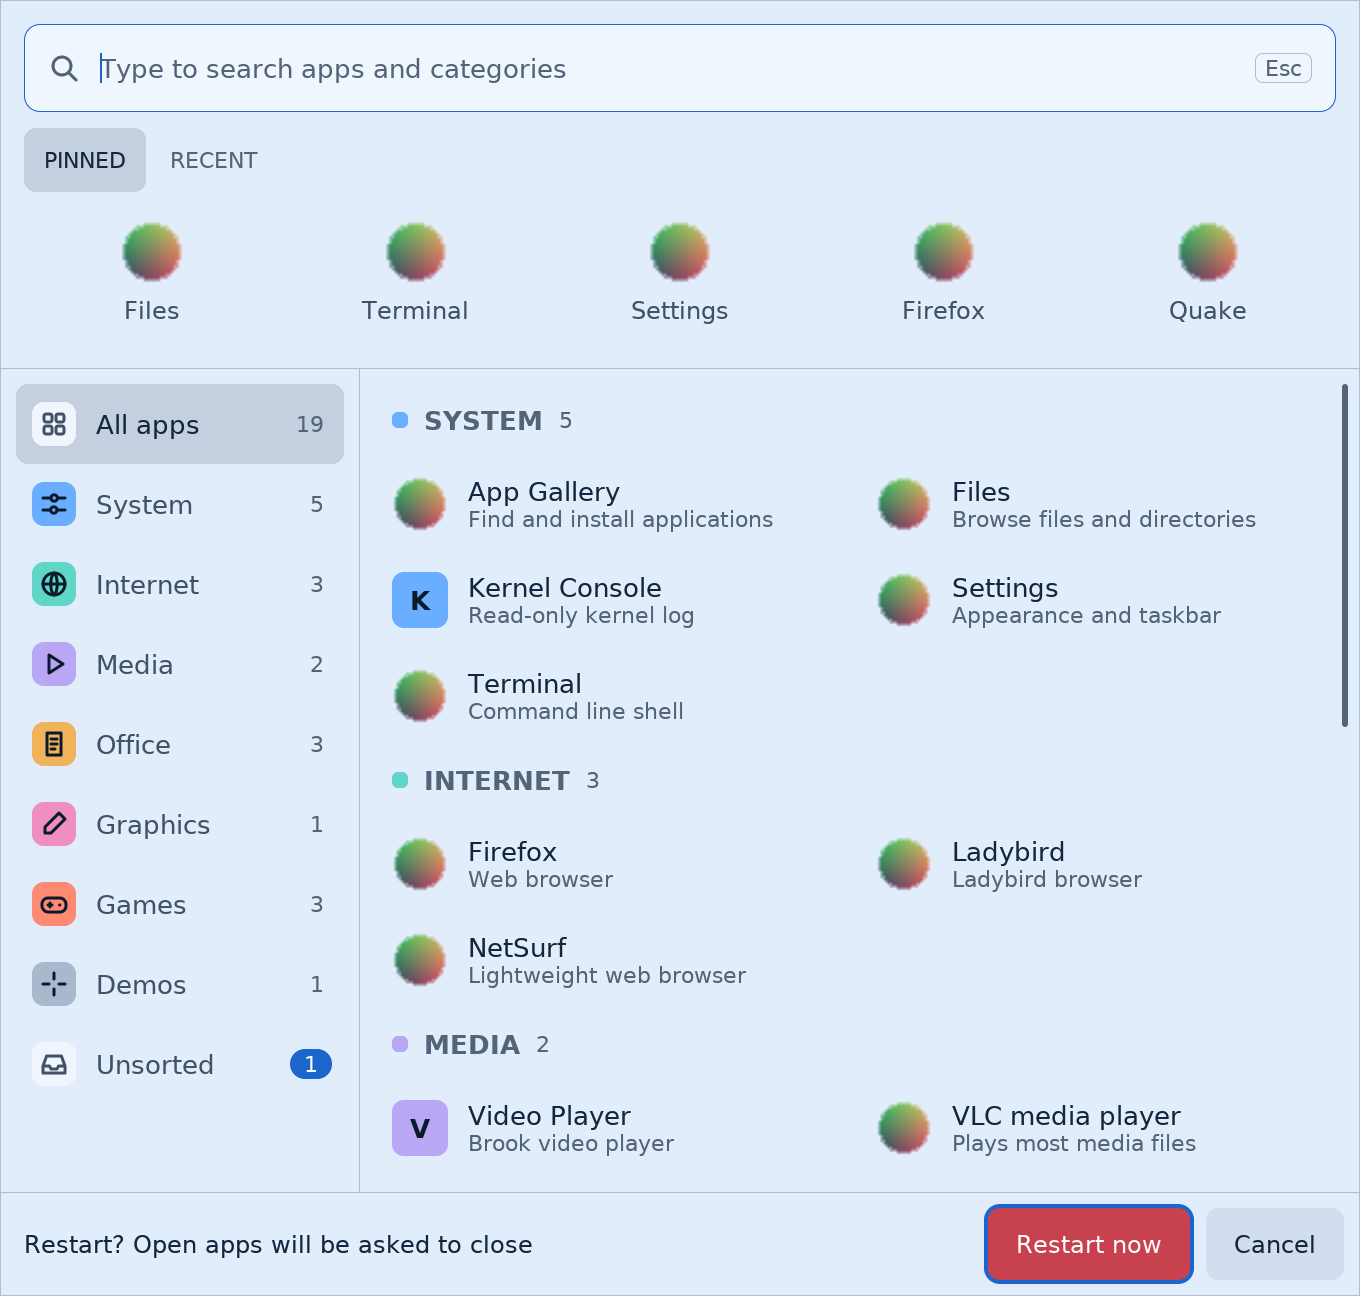 Type to search apps and categories
Esc
PINNED
RECENT
Files
Terminal
Settings
Firefox
Quake
All apps 19
System 5
Internet 3
Media 2
Office 3
Graphics 1
Games 3
Demos 1
Unsorted 1
SYSTEM 5
App Gallery
Find and install applications
Files
Browse files and directories
K
Kernel Console
Read-only kernel log
Settings
Appearance and taskbar
Terminal
Command line shell
INTERNET 3
Firefox
Web browser
Ladybird
Ladybird browser
NetSurf
Lightweight web browser
MEDIA 2
V
Video Player
Brook video player
VLC media player
Plays most media files
Restart? Open apps will be asked to close
Restart now
Cancel